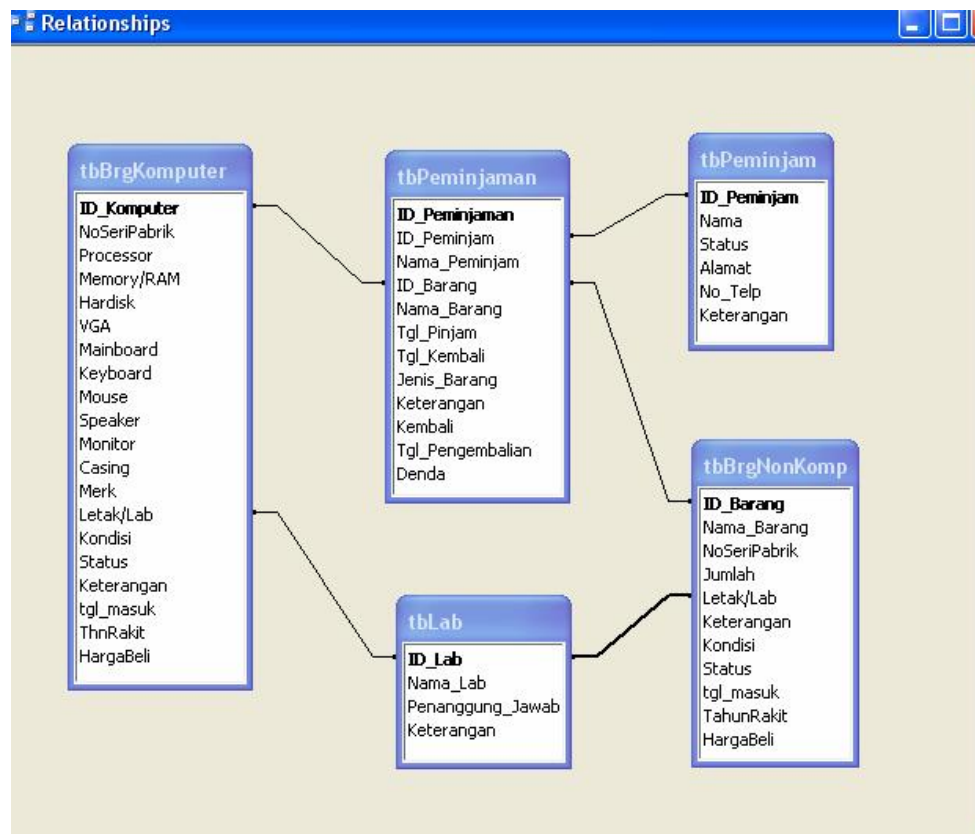 Relationships
tbBrgKomputer
ID_Komputer
NoSeriPabrik
Processor
Memory/RAM
Hardisk
VGA
Mainboard
Keyboard
Mouse
Speaker
Monitor
Casing
Merk
Letak/Lab
Kondisi
Status
Keterangan
tgl_masuk
ThnRakit
HargaBeli
tbPeminjaman
ID_Peminjaman
ID_Peminjam
Nama_Peminjam
ID_Barang
Nama_Barang
Tgl_Pinjam
Tgl_Kembali
Jenis_Barang
Keterangan
Kembali
Tgl_Pengembalian
Denda
tbPeminjam
ID_Peminjam
Nama
Status
Alamat
No_Telp
Keterangan
tbLab
ID_Lab
Nama_Lab
Penanggung_Jawab
Keterangan
tbBrgNonKomp
ID_Barang
Nama_Barang
NoSeriPabrik
Jumlah
Letak/Lab
Keterangan
Kondisi
Status
tgl_masuk
TahunRakit
HargaBeli